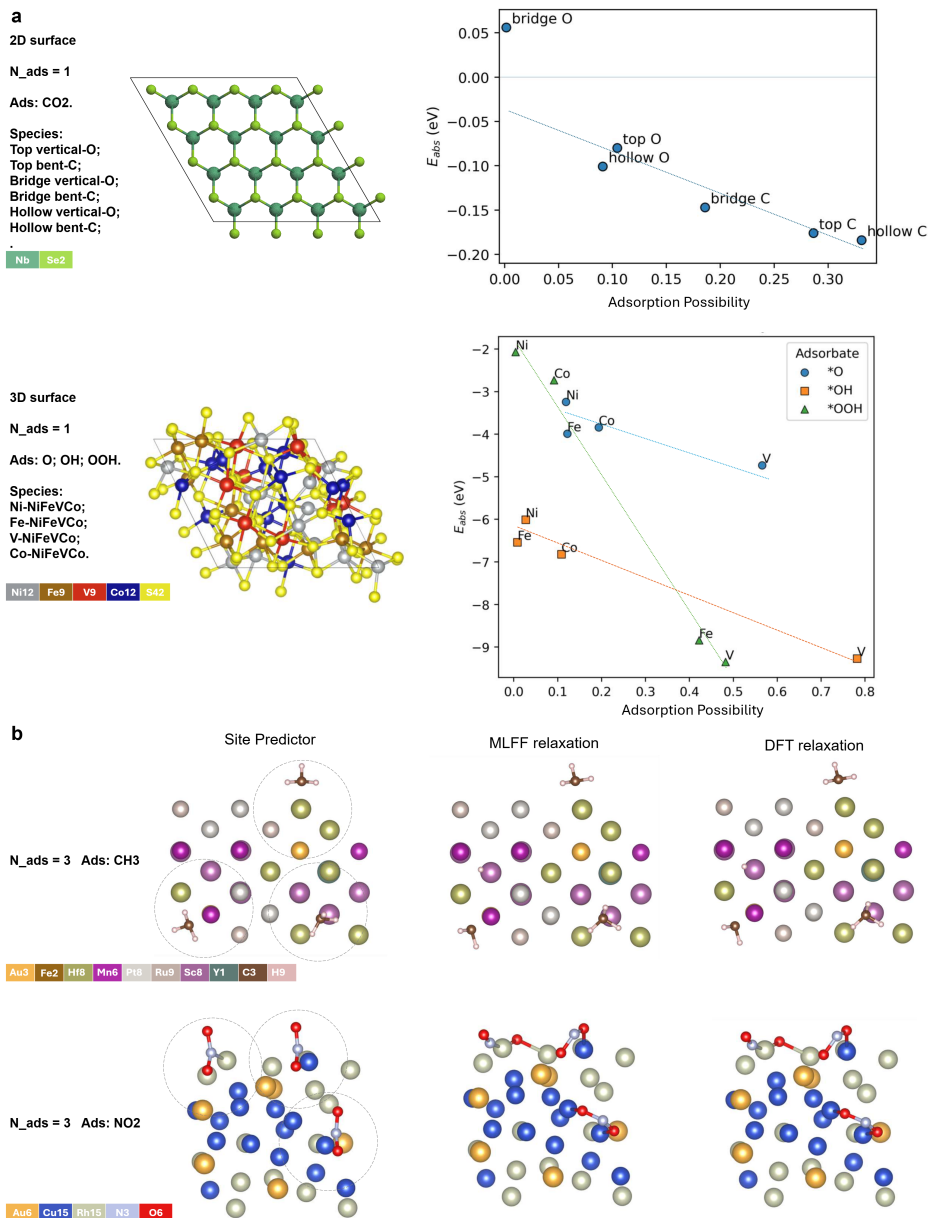 a
2D surface
N_ads = 1
Ads: CO2.
Species:
Top vertical-O;
Top bent-C;
Bridge vertical-O;
Bridge bent-C;
Hollow vertical-O;
Hollow bent-C;
.
Nb Se2
bridge O
top O
hollow O
bridge C
top C
hollow C
0.05
0.00
−0.05
−0.10
−0.15
−0.20
E_abs (eV)
0.00 0.05 0.10 0.15 0.20 0.25 0.30
Adsorption Possibility
3D surface
N_ads = 1
Ads: O; OH; OOH.
Species:
Ni-NiFeVCo;
Fe-NiFeVCo;
V-NiFeVCo;
Co-NiFeVCo.
Ni12 Fe9 V9 Co12 S42
Adsorbate
*O
*OH
*OOH
Ni
Co
Ni
Fe
Co
V
Ni
Fe
Co
Fe
V
V
−2
−3
−4
−5
−6
−7
−8
−9
E_abs (eV)
0.0 0.1 0.2 0.3 0.4 0.5 0.6 0.7 0.8
Adsorption Possibility
b
Site Predictor
MLFF relaxation
DFT relaxation
N_ads = 3 Ads: CH3
Au3 Fe2 Hf8 Mn6 Pt8 Ru9 Sc8 Y1 C3 H9
N_ads = 3 Ads: NO2
Au6 Cu15 Rh15 N3 O6